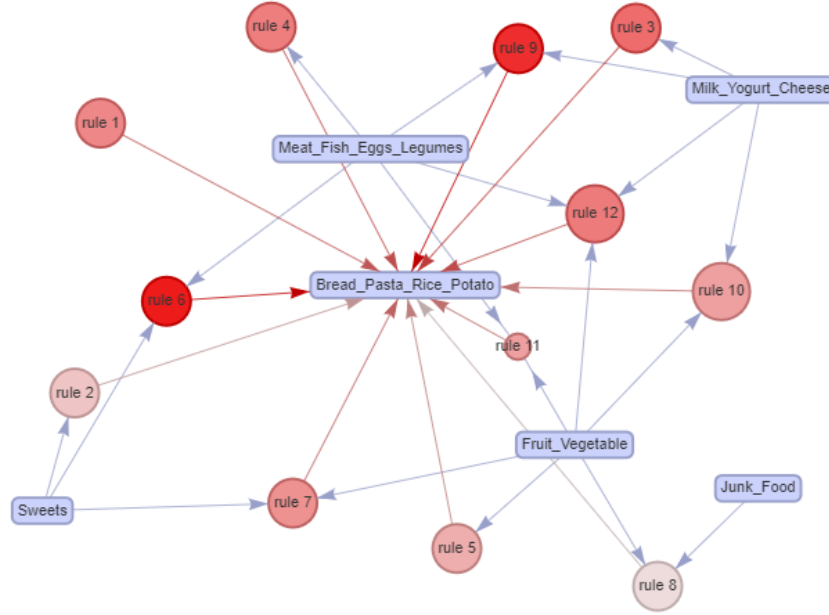 rule 4
rule 9
rule 3
Milk_Yogurt_Cheese
rule 1
Meat_Fish_Eggs_Legumes
rule 12
Bread_Pasta_Rice_Potato
rule 6
rule 10
rule 11
rule 2
Fruit_Vegetable
Junk_Food
rule 7
Sweets
rule 5
rule 8